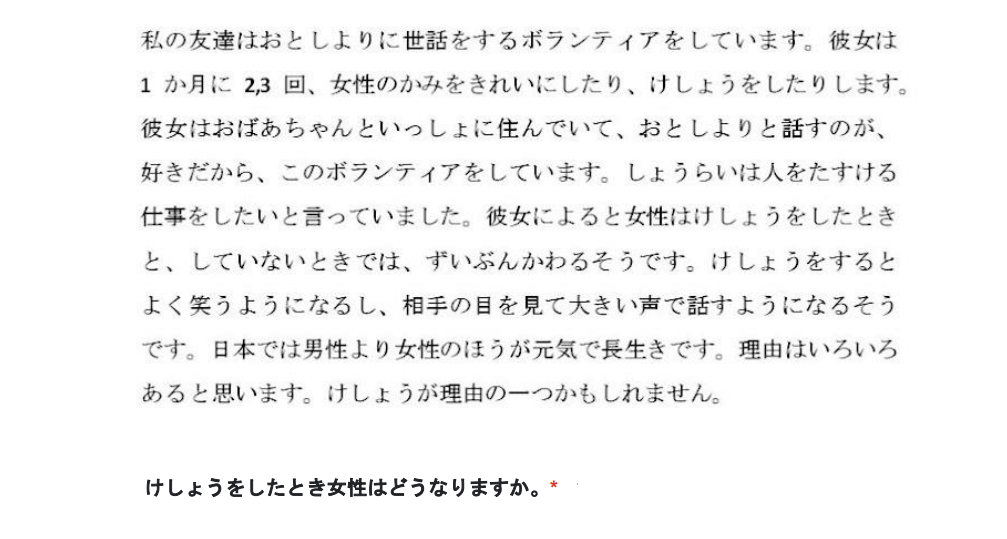 私の友達はおとしよりに世話をするボランティアをしています。彼女は
1 か月に 2,3 回、女性のかみをきれいにしたり、けしょうをしたりします。
彼女はおばあちゃんといっしょに住んでいて、おとしよりと話すのが、
好きだから、このボランティアをしています。しょうらいは人をたすける
仕事をしたいと言っていました。彼女によると女性はけしょうをしたとき
と、していないときでは、ずいぶんかわるそうです。けしょうをすると
よく笑うようになるし、相手の目を見て大きい声で話すようになるそう
です。日本では男性より女性のほうが元気で長生きです。理由はいろいろ
あると思います。けしょうが理由の一つかもしれません。
けしょうをしたとき女性はどうなりますか。*